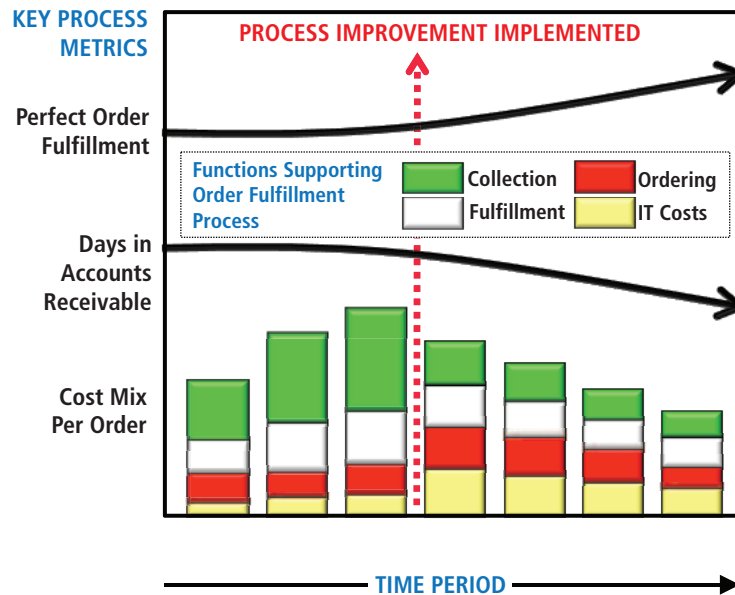 KEY PROCESS
METRICS
PROCESS IMPROVEMENT IMPLEMENTED
Perfect Order
Fulfillment
Functions Supporting
Order Fulfillment
Process
Collection
Ordering
Fulfillment
IT Costs
Days in
Accounts
Receivable
Cost Mix
Per Order
TIME PERIOD